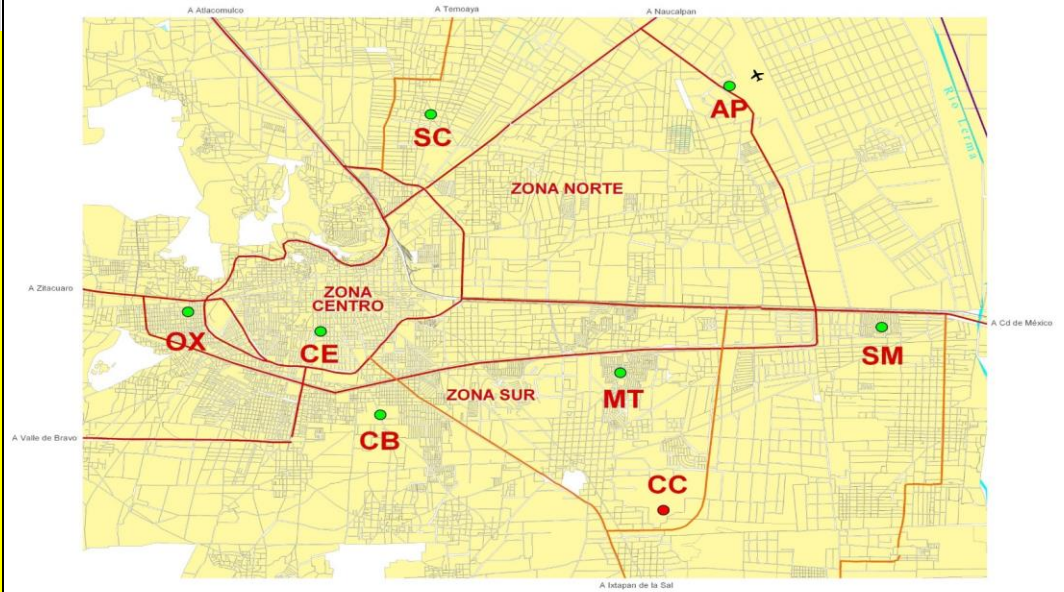 A Atlacomulco
A Temoaya
A Naucalpan
Río Lerma
AP
SC
ZONA NORTE
A Zitacuaro
ZONA
CENTRO
A Cd de México
OX
CE
SM
ZONA SUR
MT
A Valle de Bravo
CB
CC
A Ixtapan de la Sal